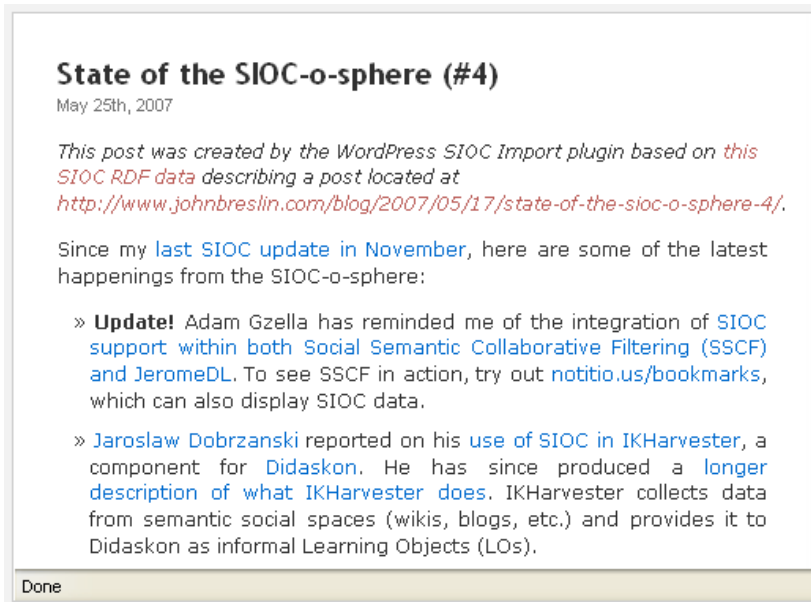 State of the SIOC-o-sphere (#4)
May 25th, 2007
This post was created by the WordPress SIOC Import plugin based on this
SIOC RDF data describing a post located at
http://www.johnbreslin.com/blog/2007/05/17/state-of-the-sioc-o-sphere-4/.
Since my last SIOC update in November, here are some of the latest
happenings from the SIOC-o-sphere:
» Update! Adam Gzella has reminded me of the integration of SIOC
support within both Social Semantic Collaborative Filtering (SSCF)
and JeromeDL. To see SSCF in action, try out notitio.us/bookmarks,
which can also display SIOC data.
» Jaroslaw Dobrzanski reported on his use of SIOC in IKHarvester, a
component for Didaskon. He has since produced a longer
description of what IKHarvester does. IKHarvester collects data
from semantic social spaces (wikis, blogs, etc.) and provides it to
Didaskon as informal Learning Objects (LOs).
Done